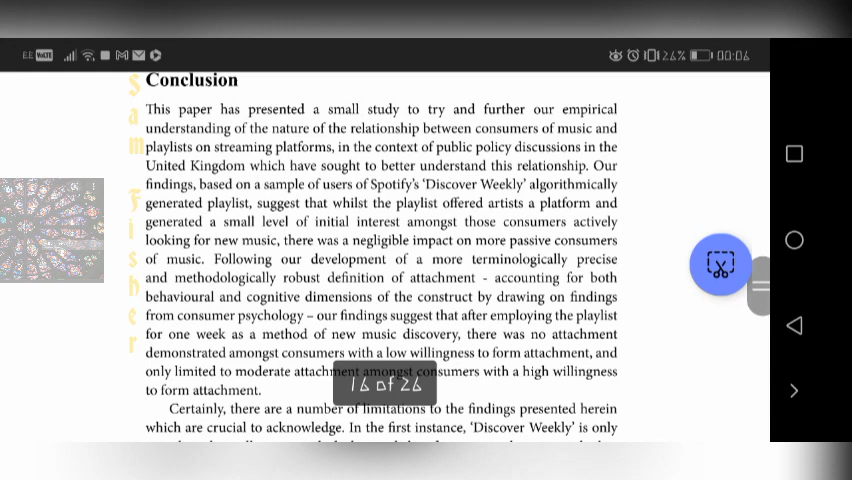 26% 00:06
Conclusion
This paper has presented a small study to try and further our empirical
understanding of the nature of the relationship between consumers of music and
playlists on streaming platforms, in the context of public policy discussions in the
United Kingdom which have sought to better understand this relationship. Our
findings, based on a sample of users of Spotify's 'Discover Weekly' algorithmically
generated playlist, suggest that whilst the playlist offered artists a platform and
generated a small level of initial interest amongst those consumers actively
looking for new music, there was a negligible impact on more passive consumers
of music. Following our development of a more terminologically precise
and methodologically robust definition of attachment - accounting for both
behavioural and cognitive dimensions of the construct by drawing on findings
from consumer psychology – our findings suggest that after employing the playlist
for one week as a method of new music discovery, there was no attachment
demonstrated amongst consumers with a low willingness to form attachment, and
only limited to moderate attachment amongst consumers with a high willingness
to form attachment.
16 of 26
Certainly, there are a number of limitations to the findings presented herein
which are crucial to acknowledge. In the first instance, 'Discover Weekly' is only
Sam Fisher